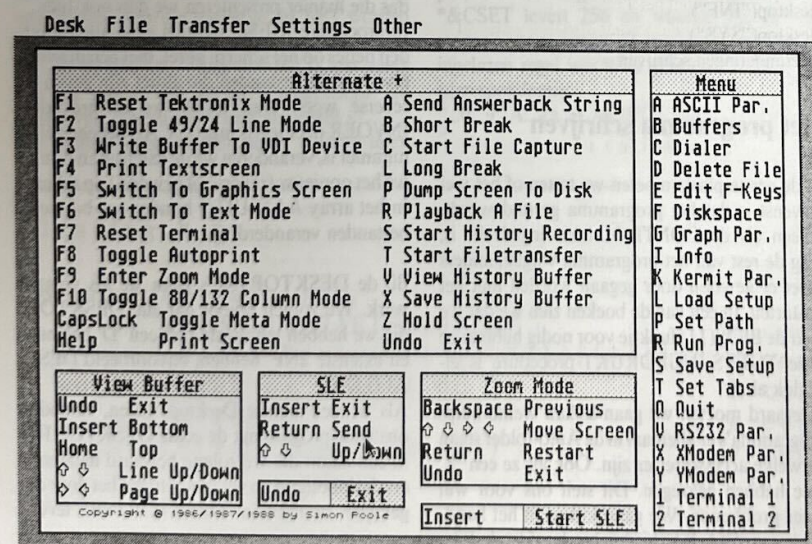 Desk File Transfer Settings Other
Alternate +
F1 Reset Tektronix Mode
F2 Toggle 49/24 Line Mode
F3 Write Buffer To VDI Device
F4 Print Textscreen
F5 Switch To Graphics Screen
F6 Switch To Text Mode
F7 Reset Terminal
F8 Toggle Autoprint
F9 Enter Zoom Mode
F10 Toggle 80/132 Column Mode
CapsLock Toggle Meta Mode
Help Print Screen
A Send Answerback String
B Short Break
C Start File Capture
L Long Break
P Dump Screen To Disk
R Playback A File
S Start History Recording
T Start Filetransfer
V View History Buffer
X Save History Buffer
Z Hold Screen
Undo Exit
Menu
A ASCII Par.
B Buffers
C Dialer
D Delete File
E Edit F-Keys
F Diskspace
G Graph Par.
I Info
K Kermit Par.
L Load Setup
P Set Path
R Run Prog.
S Save Setup
T Set Tabs
Q Quit
V RS232 Par.
X XModem Par.
Y YModem Par.
1 Terminal 1
2 Terminal 2
View Buffer
Undo Exit
Insert Bottom
Home Top
⇧ ⇩ Line Up/Down
⇨ ⇦ Page Up/Down
SLE
Insert Exit
Return Send
⇧ ⇩ Up/Down
Undo Exit
Zoom Mode
Backspace Previous
⇧ ⇩ ⇨ ⇦ Move Screen
Return Restart
Undo Exit
Insert Start SLE
Copyright © 1986/1987/1988 by Simon Poole